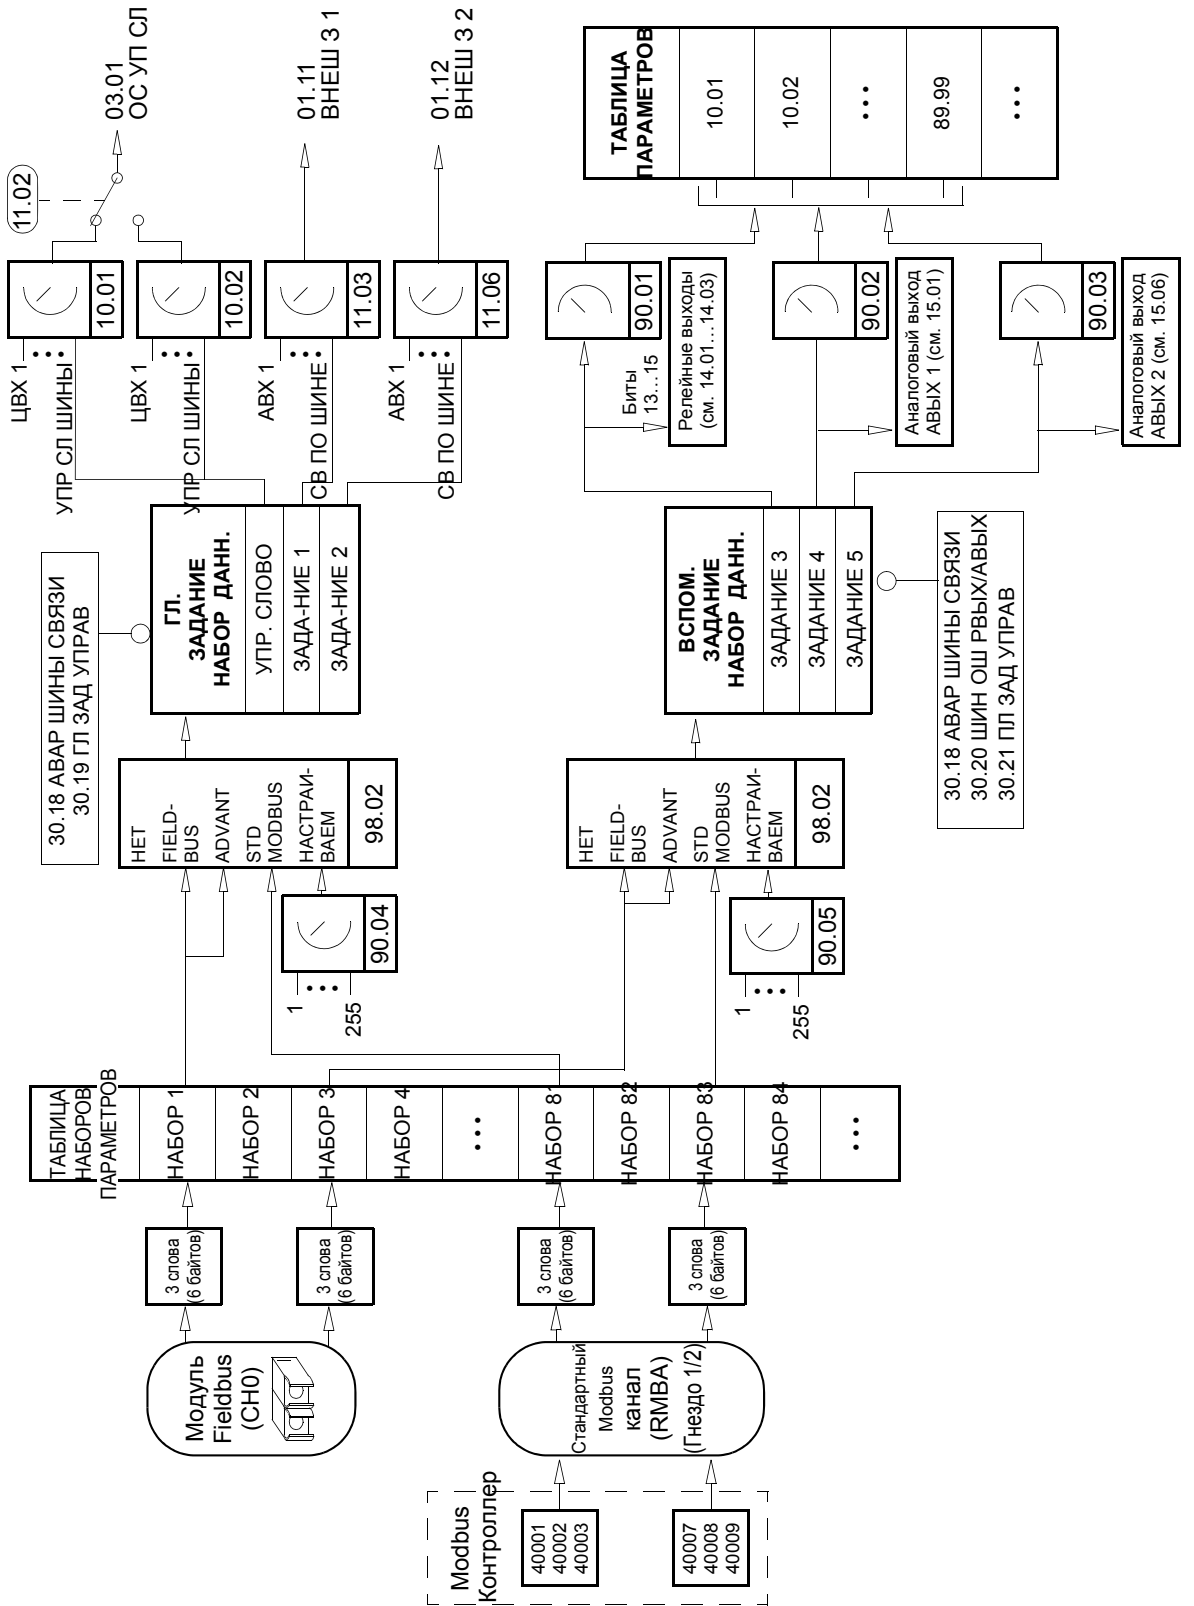 Modbus
Контроллер
40001
40002
40003
40007
40008
40009
Модуль
Fieldbus
(CH0)
Стандартный
Modbus
канал
(RMBA)
(Гнездо 1/2)
3 слова
(6 байтов)
3 слова
(6 байтов)
3 слова
(6 байтов)
3 слова
(6 байтов)
ТАБЛИЦА
НАБОРОВ
ПАРАМЕТРОВ
НАБОР 1
НАБОР 2
НАБОР 3
НАБОР 4
•••
НАБОР 81
НАБОР 82
НАБОР 83
НАБОР 84
•••
1
•••
255
90.04
1
•••
255
90.05
НЕТ
FIELD-
BUS
ADVANT
STD
MODBUS
НАСТРАИ-
ВАЕМ
98.02
НЕТ
FIELD-
BUS
ADVANT
STD
MODBUS
НАСТРАИ-
ВАЕМ
98.02
30.18 АВАР ШИНЫ СВЯЗИ
30.19 ГЛ ЗАД УПРАВ
ГЛ.
ЗАДАНИЕ
НАБОР ДАНН.
УПР. СЛОВО
ЗАДА-НИЕ 1
ЗАДА-НИЕ 2
ВСПОМ.
ЗАДАНИЕ
НАБОР ДАНН.
ЗАДАНИЕ 3
ЗАДАНИЕ 4
ЗАДАНИЕ 5
30.18 АВАР ШИНЫ СВЯЗИ
30.20 ШИН ОШ РВЫХ/АВЫХ
30.21 ПЛ ЗАД УПРАВ
ЦВХ 1
•••
УПР СЛ ШИНЫ
10.01
ЦВХ 1
•••
УПР СЛ ШИНЫ
10.02
АВХ 1
•••
СВ ПО ШИНЕ
11.03
АВХ 1
•••
СВ ПО ШИНЕ
11.06
11.02
03.01
ОС УП СЛ
01.11
ВНЕШ З 1
01.12
ВНЕШ З 2
Биты
13...15
Релейные выходы
(см. 14.01...14.03)
90.01
Аналоговый выход
АВЫХ 1 (см. 15.01)
90.02
Аналоговый выход
АВЫХ 2 (см. 15.06)
90.03
ТАБЛИЦА
ПАРАМЕТРОВ
10.01
10.02
•••
89.99
•••